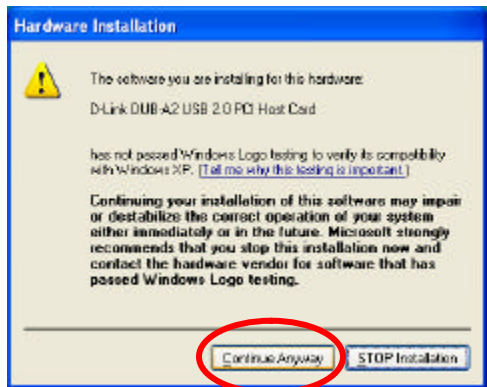 Hardware Installation
The software you are installing for this hardware:
D-Link DUB-A2 USB 2.0 PCI Host Card
has not passed Windows Logo testing to verify its compatibility
with Windows XP. (Tell me why this testing is important.)
Continuing your installation of this software may impair
or destabilize the correct operation of your system
either immediately or in the future. Microsoft strongly
recommends that you stop this installation now and
contact the hardware vendor for software that has
passed Windows Logo testing.
Continue Anyway
STOP Installation